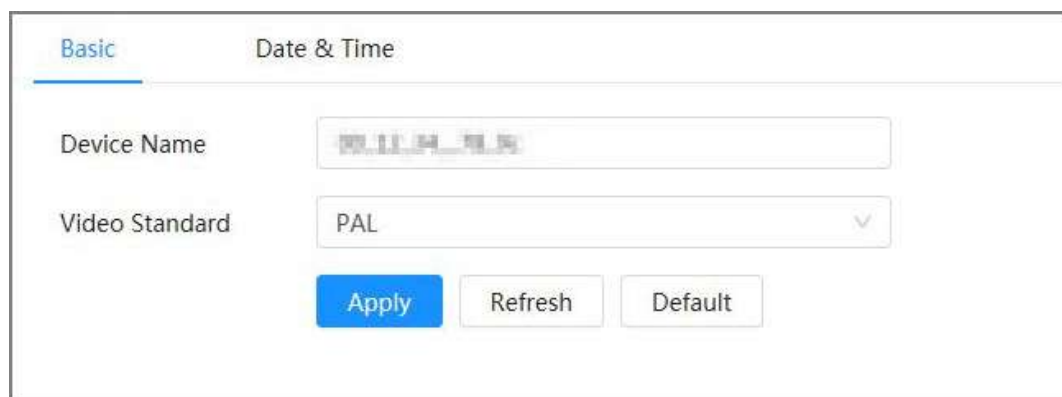 Basic Date & Time
Device Name
Video Standard PAL
Apply Refresh Default